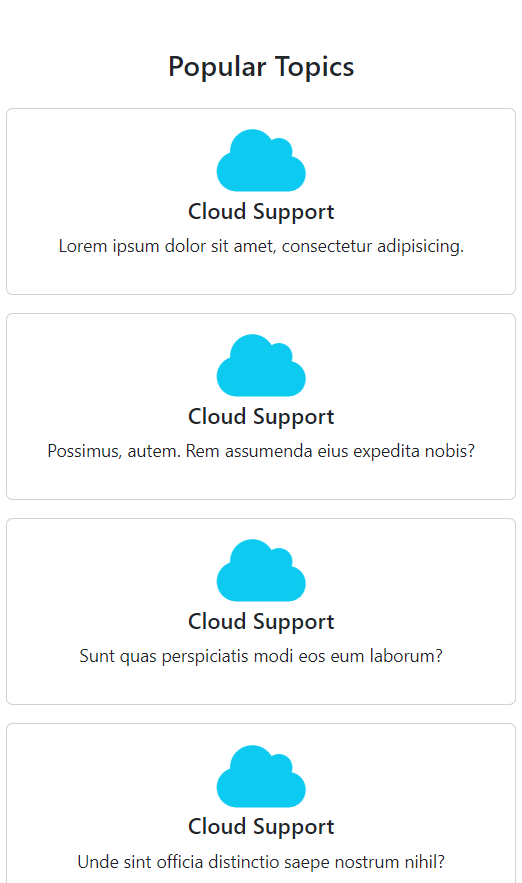 Popular Topics
Cloud Support
Lorem ipsum dolor sit amet, consectetur adipisicing.
Cloud Support
Possimus, autem. Rem assumenda eius expedita nobis?
Cloud Support
Sunt quas perspiciatis modi eos eum laborum?
Cloud Support
Unde sint officia distinctio saepe nostrum nihil?